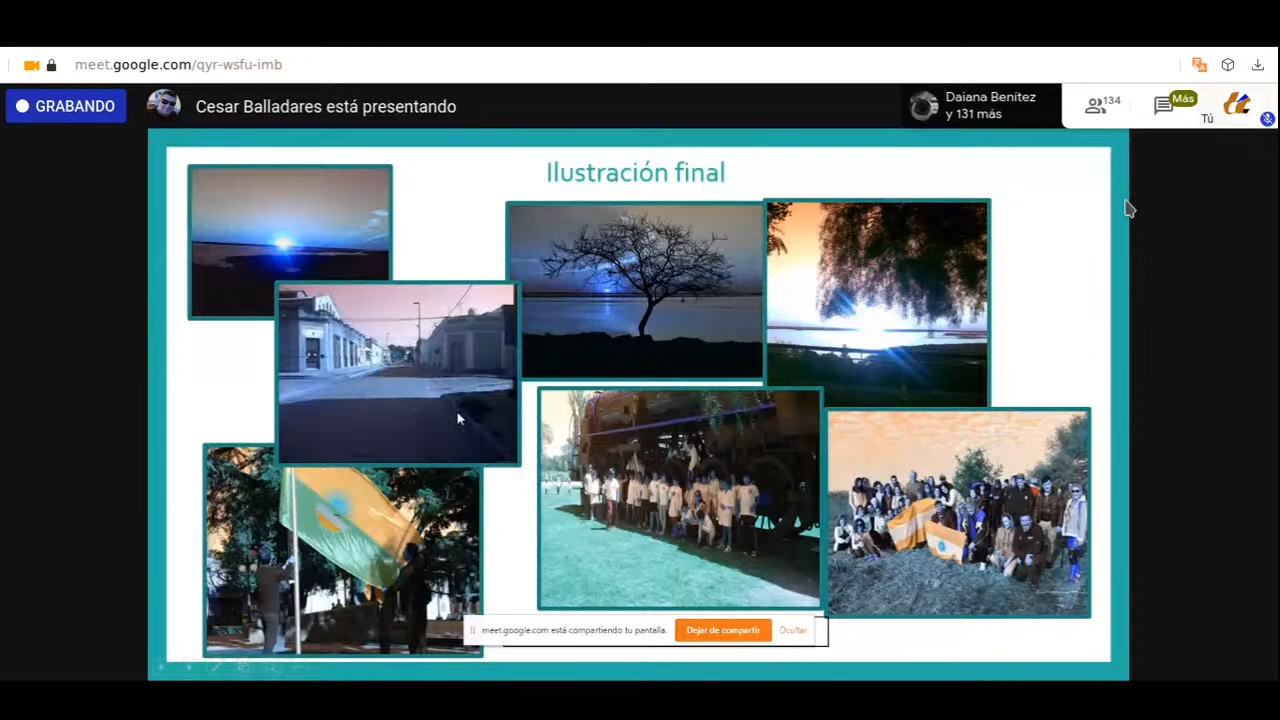 meet.google.com/qyr-wsfu-imb
GRABANDO
Cesar Balladares está presentando
Daiana Benítez
y 131 más
134
Más
Tú
Ilustración final
meet.google.com está compartiendo tu pantalla.
Dejar de compartir
Ocultar